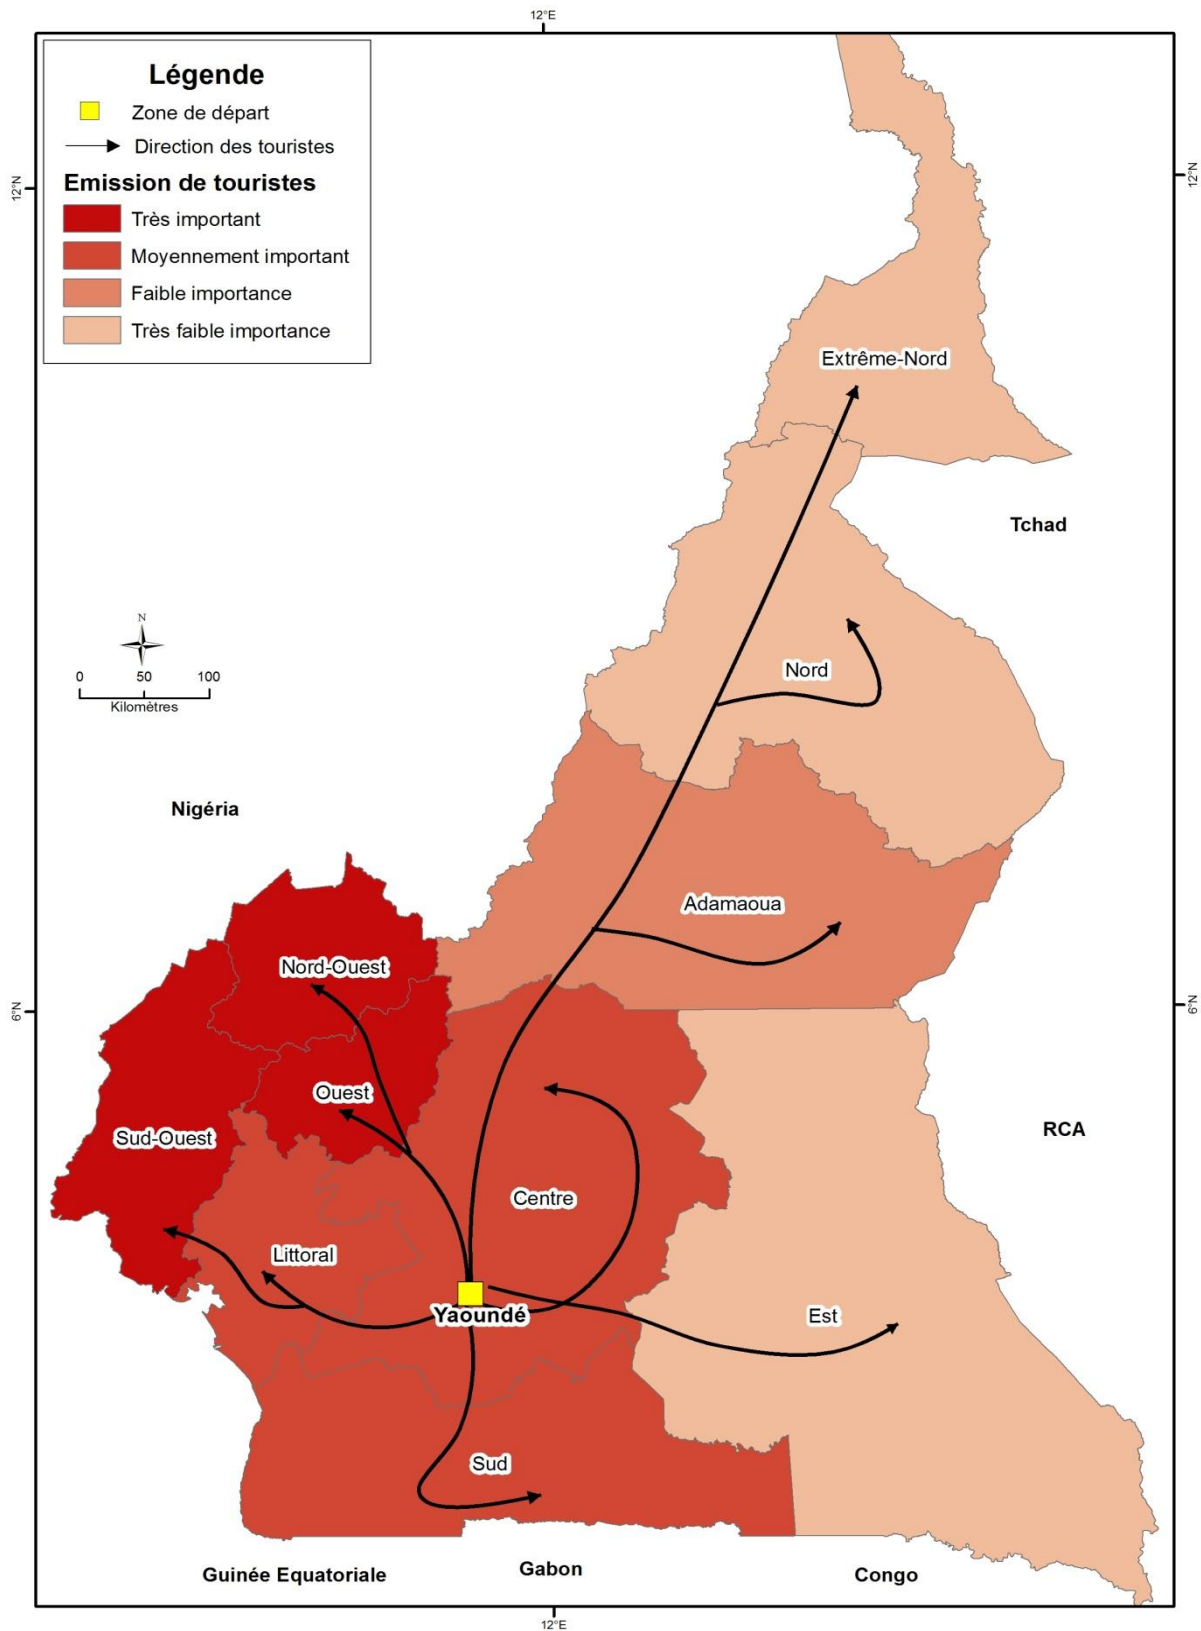 12°E
Légende
Zone de départ
Direction des touristes
Emission de touristes
Très important
Moyennement important
Faible importance
Très faible importance
12°N
12°N
Extrême-Nord
Tchad
N
0 50 100
Kilomètres
Nord
Nigéria
Adamaoua
Nord-Ouest
6°N
6°N
Ouest
Sud-Ouest
RCA
Centre
Littoral
Yaoundé
Est
Sud
Guinée Equatoriale
Gabon
Congo
12°E